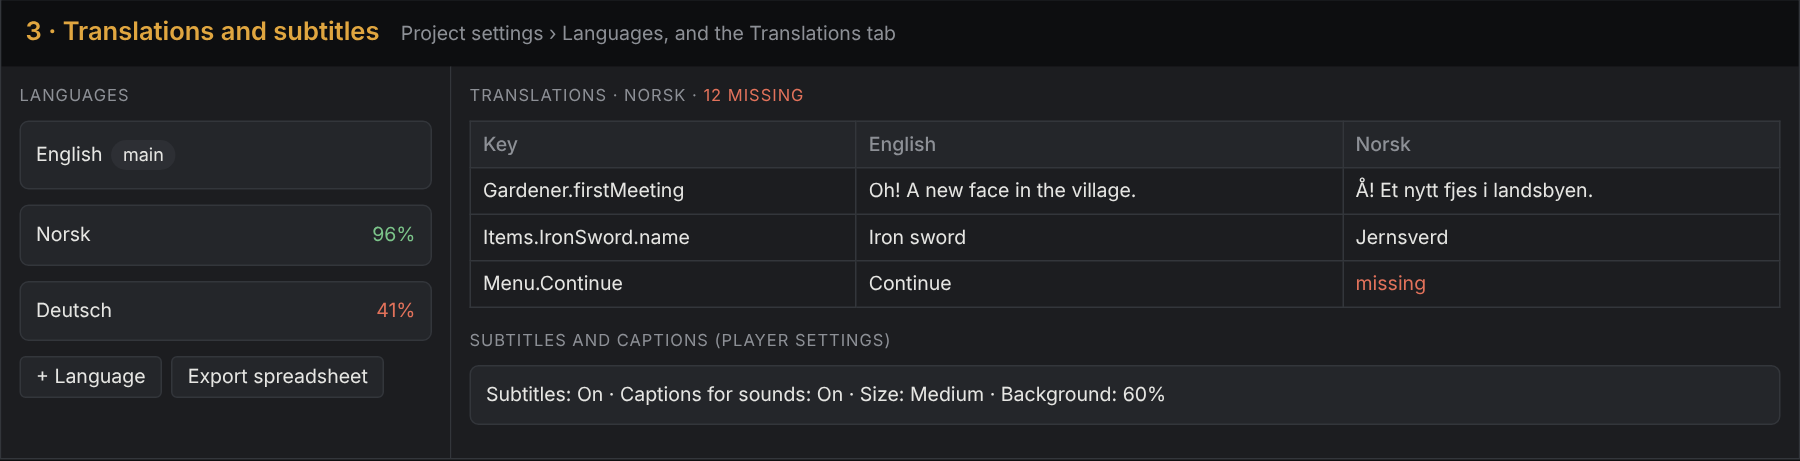 3 · Translations and subtitles Project settings › Languages, and the Translations tab
LANGUAGES
English main
Norsk 96%
Deutsch 41%
+ Language Export spreadsheet
TRANSLATIONS · NORSK · 12 MISSING
Key English Norsk
Gardener.firstMeeting Oh! A new face in the village. Å! Et nytt fjes i landsbyen.
Items.IronSword.name Iron sword Jernsverd
Menu.Continue Continue missing
SUBTITLES AND CAPTIONS (PLAYER SETTINGS)
Subtitles: On · Captions for sounds: On · Size: Medium · Background: 60%